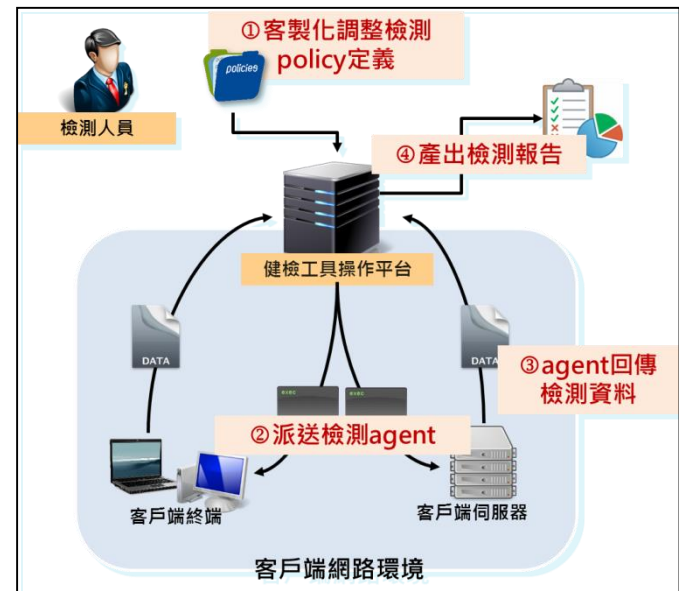 ①客製化調整檢測
policy定義
policies
檢測人員
④產出檢測報告
健檢工具操作平台
DATA
DATA
③agent回傳
檢測資料
②派送檢測agent
客戶端終端
客戶端伺服器
客戶端網路環境